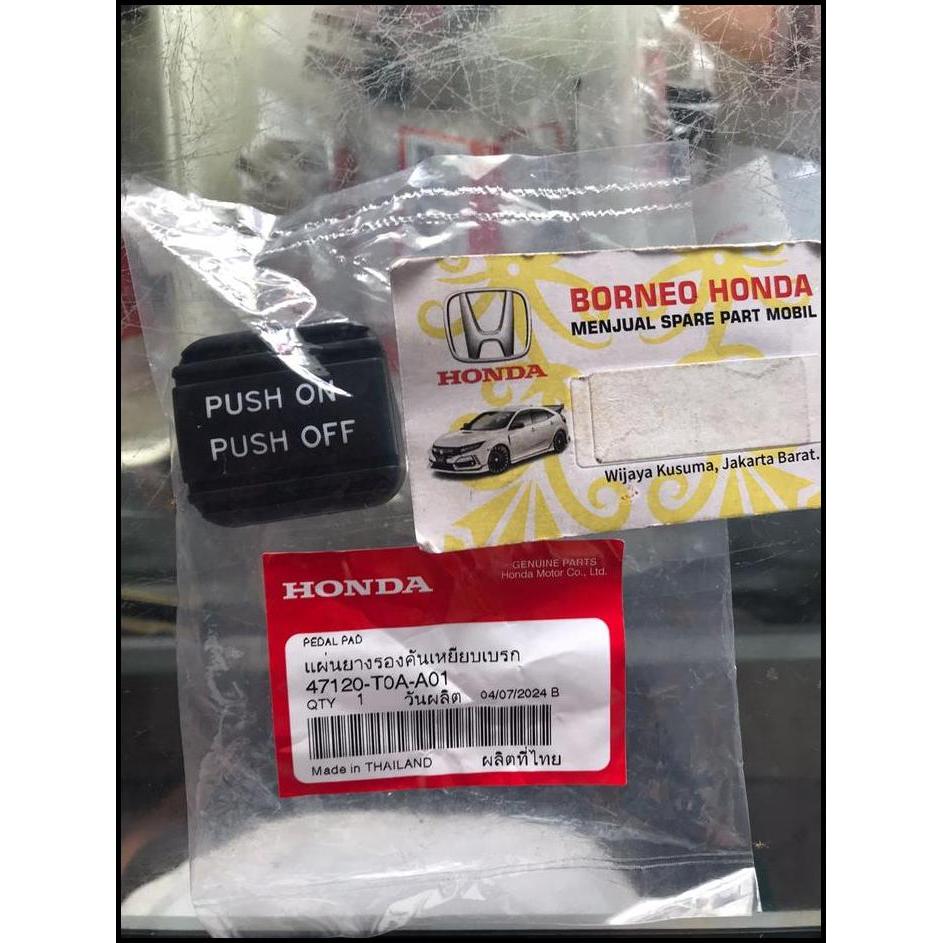 PUSH ON
PUSH OFF
BORNEO HONDA
MENJUAL SPARE PART MOBIL
HONDA
Wijaya Kusuma, Jakarta Barat.
HONDA
GENUINE PARTS
Honda Motor Co., Ltd.
PEDAL PAD
แผ่นยางรองคันเหยียบเบรก
47120-T0A-A01
QTY 1 วันผลิต 04/07/2024 B
Made in THAILAND ผลิตที่ไทย